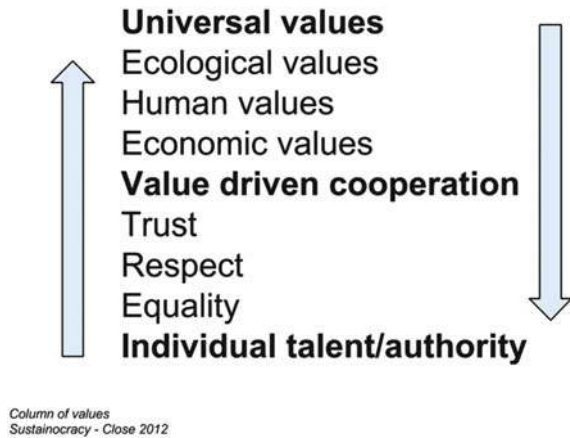 Universal values
Ecological values
Human values
Economic values
Value driven cooperation
Trust
Respect
Equality
Individual talent/authority
Column of values
Sustainocracy - Close 2012